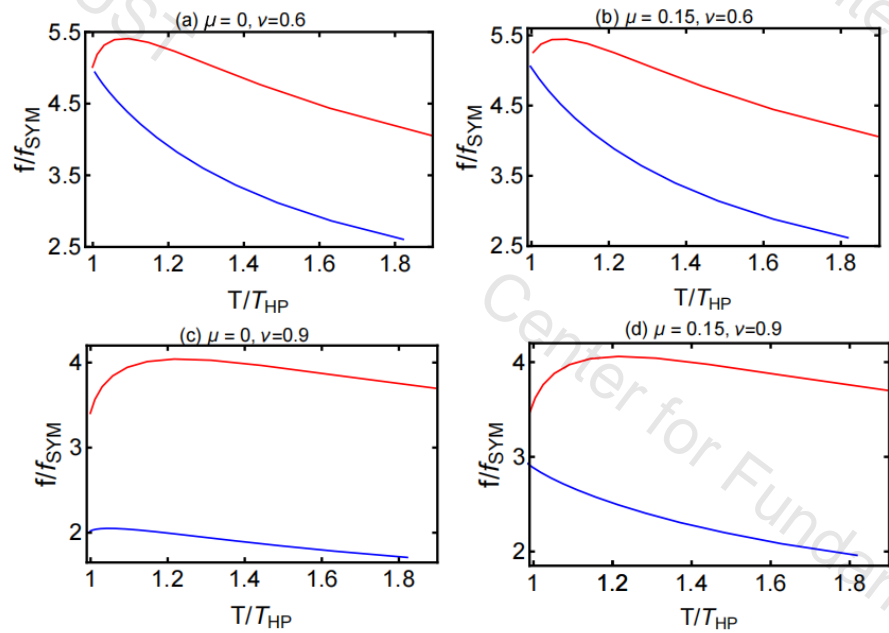 (a) μ = 0, ν=0.6
5.5
4.5
3.5
2.5
f/fSYM
1 1.2 1.4 1.6 1.8
T/THP
(b) μ = 0.15, ν=0.6
5.5
4.5
3.5
2.5
f/fSYM
1 1.2 1.4 1.6 1.8
T/THP
(c) μ = 0, ν=0.9
4
3
2
f/fSYM
1 1.2 1.4 1.6 1.8
T/THP
(d) μ = 0.15, ν=0.9
4
3
2
f/fSYM
1 1.2 1.4 1.6 1.8
T/THP
Center for Fundam